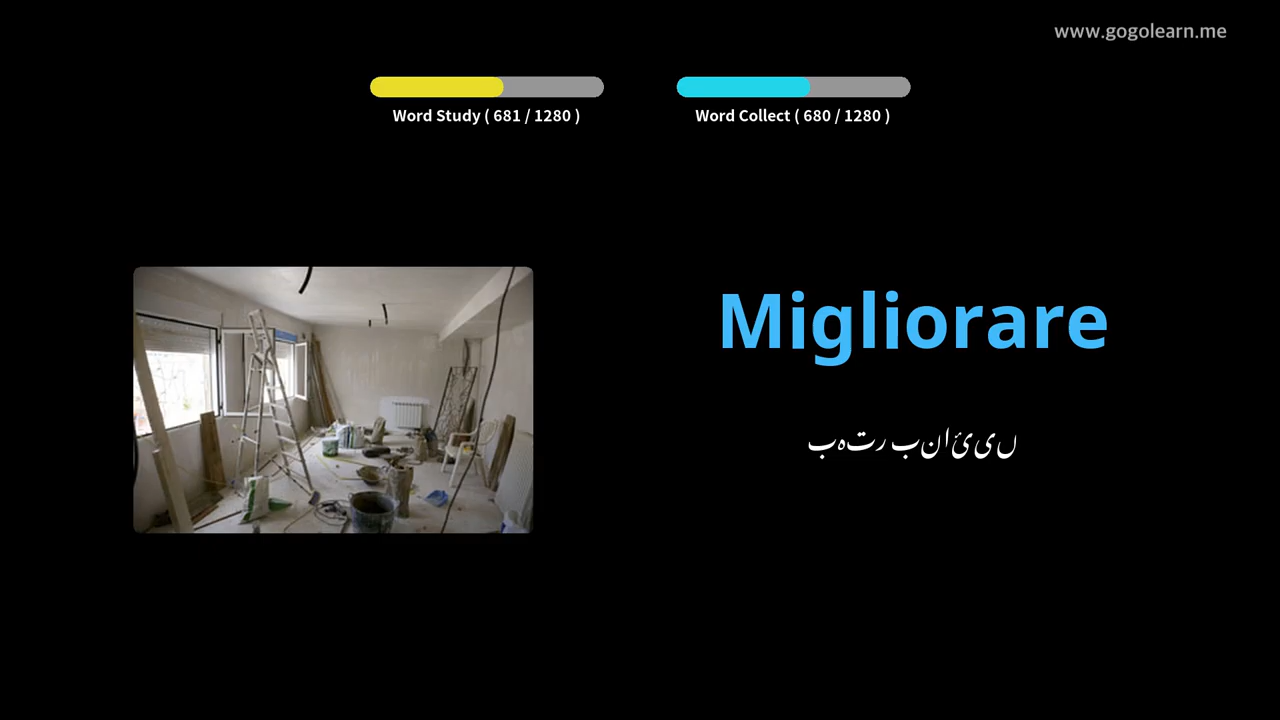 www.gogolearn.me
Word Study ( 681 / 1280 )
Word Collect ( 680 / 1280 )
Migliorare
بہتر بنائیں